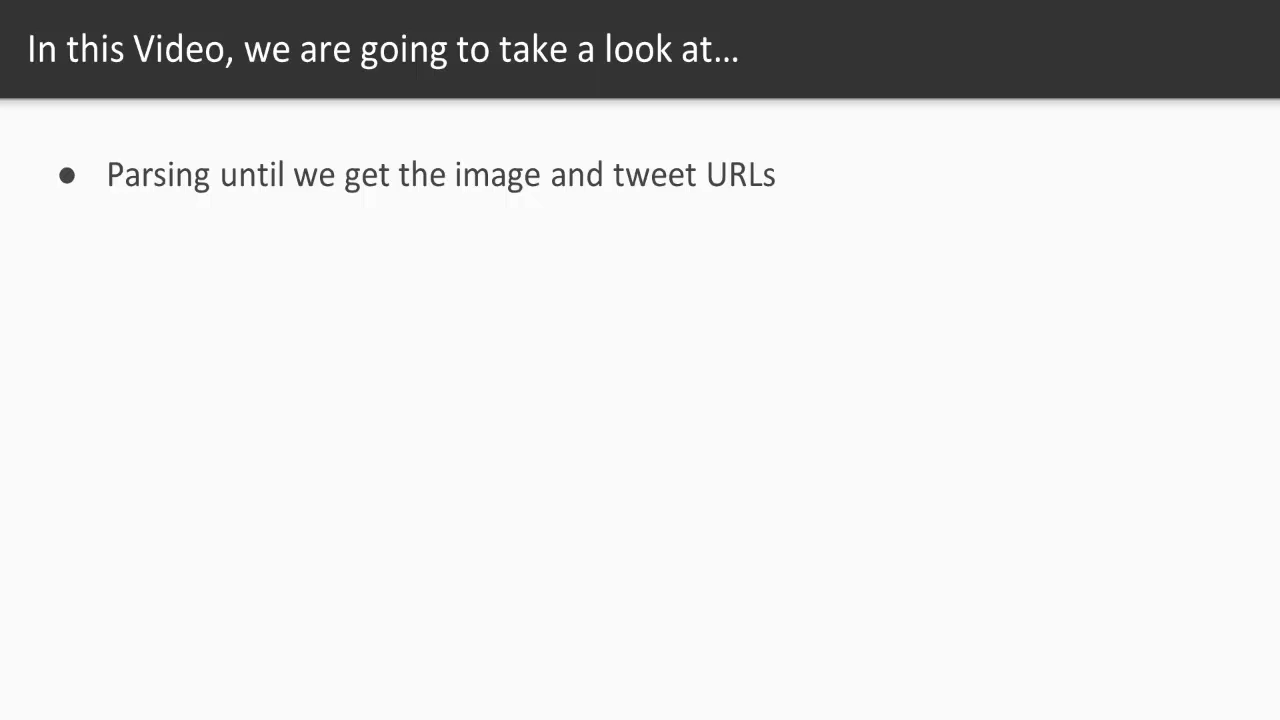 In this Video, we are going to take a look at…
● Parsing until we get the image and tweet URLs